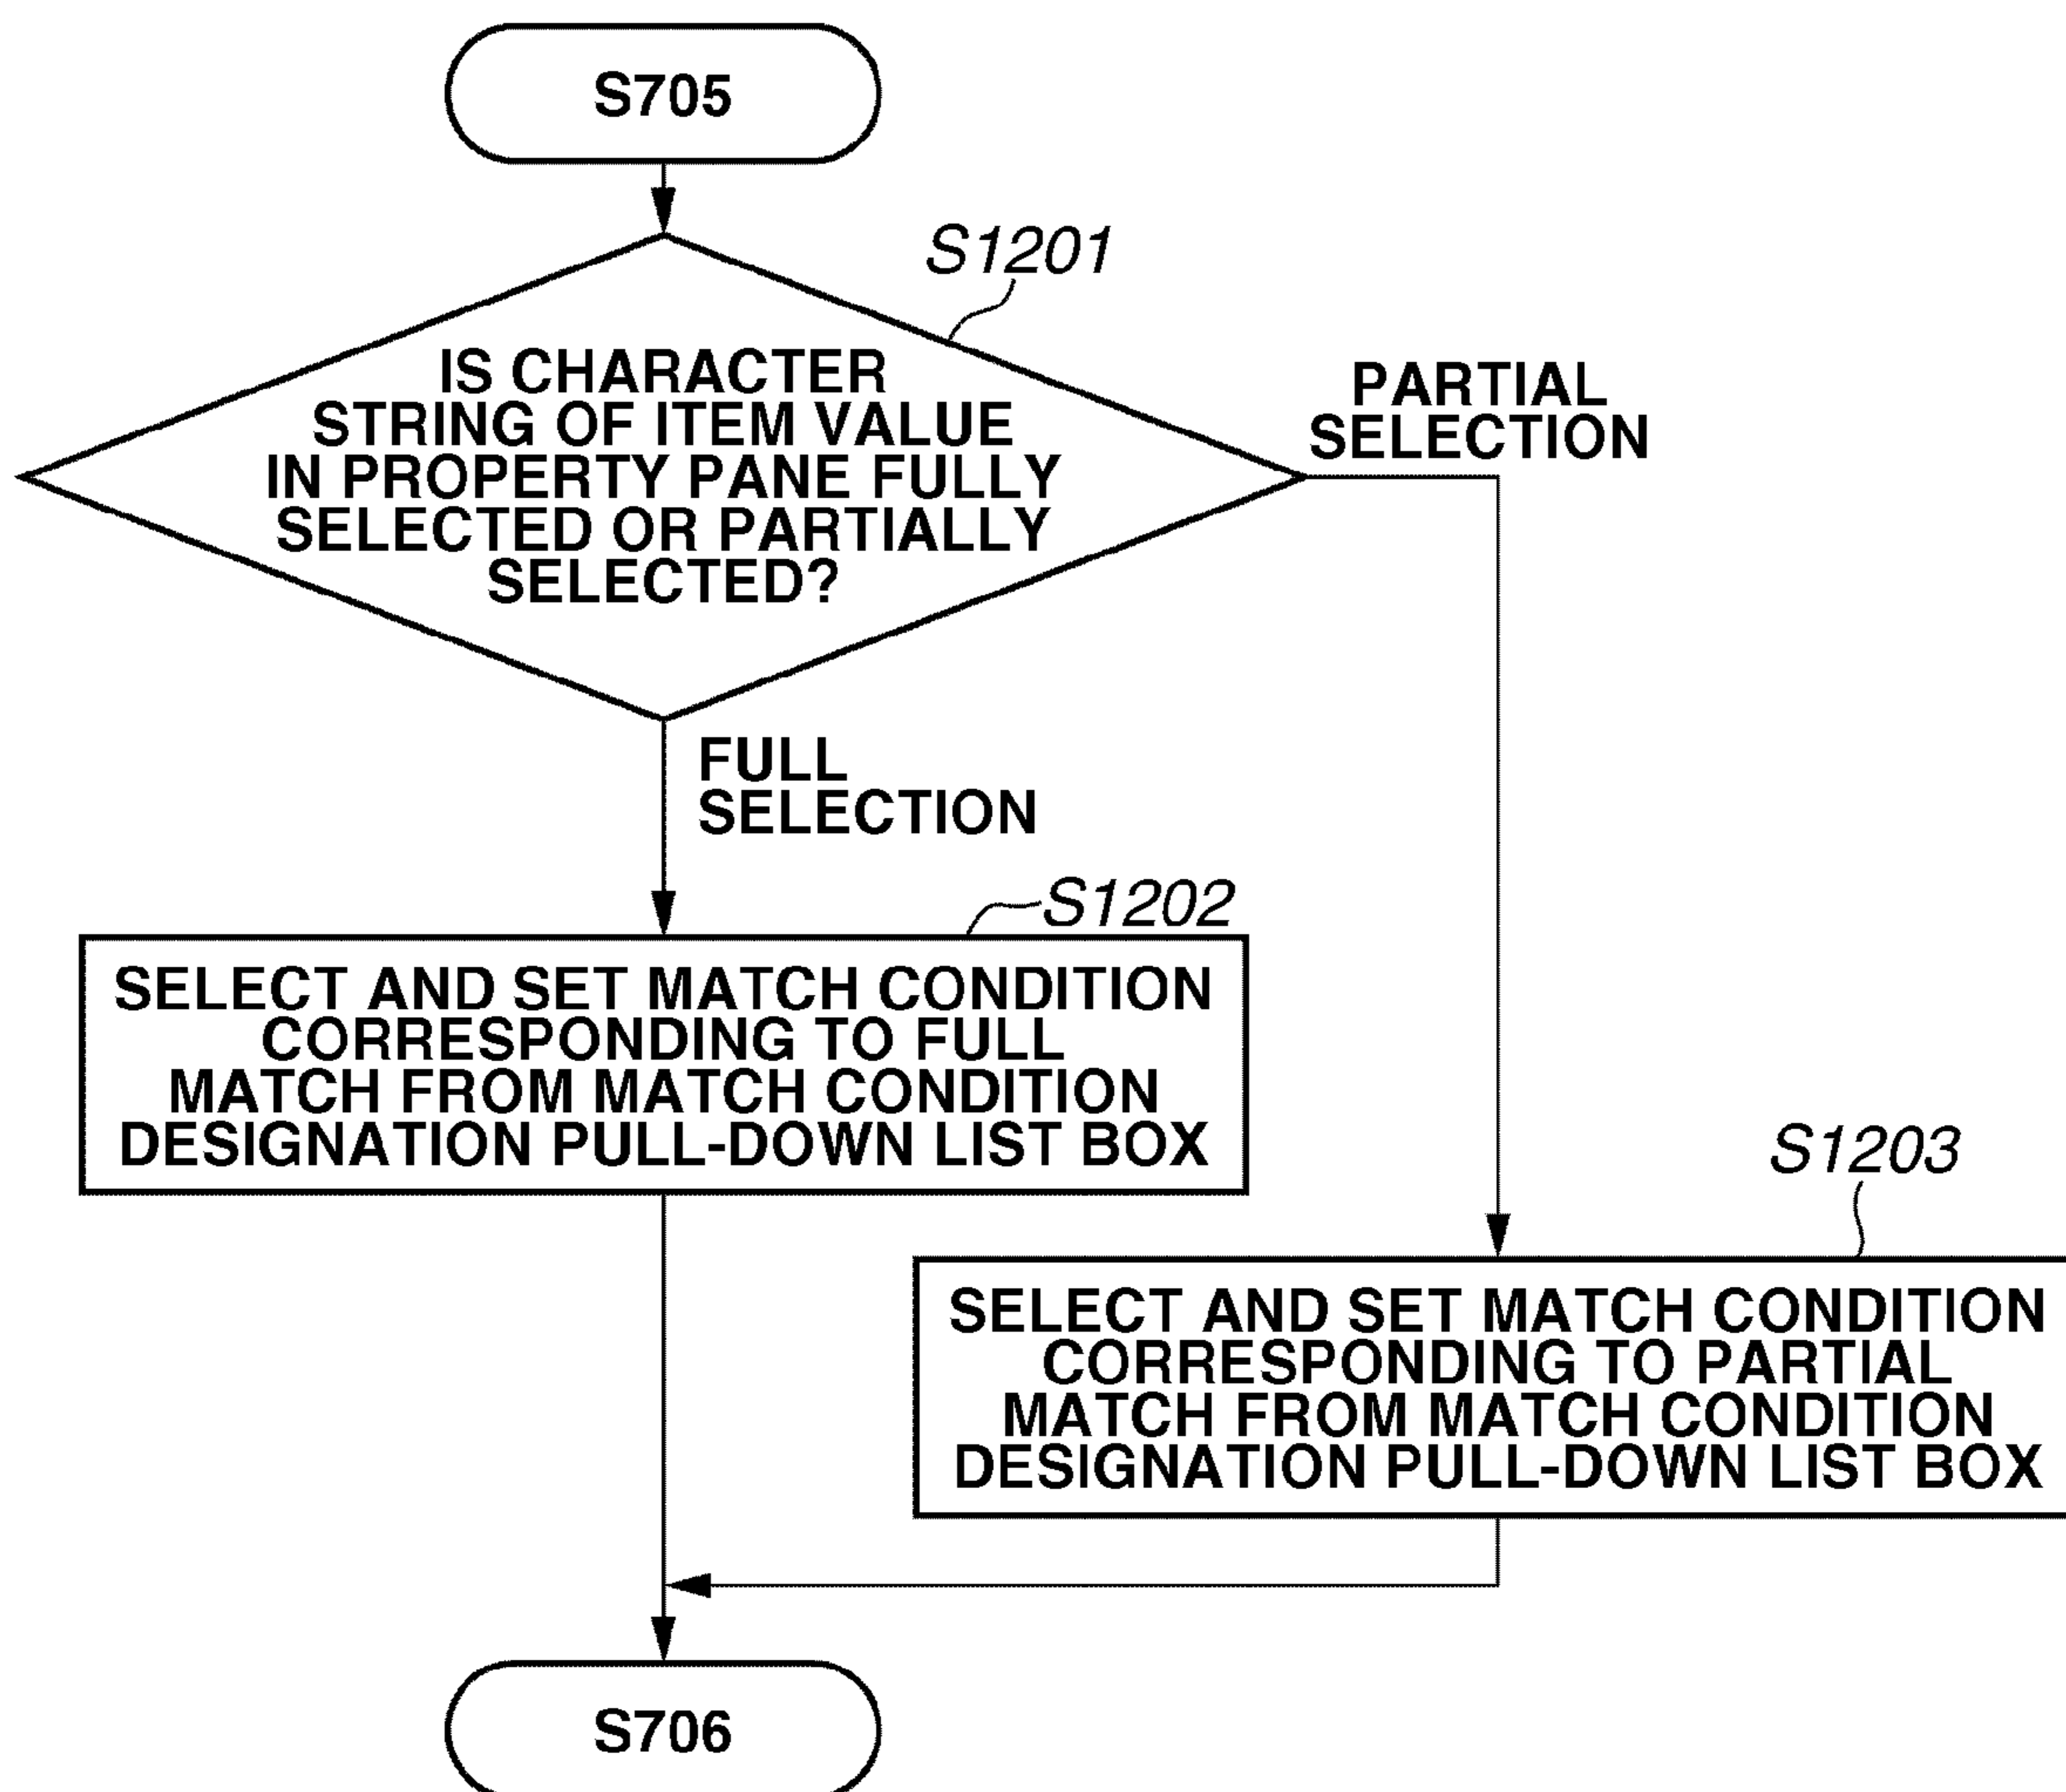 S705
S1201
IS CHARACTER
STRING OF ITEM VALUE
IN PROPERTY PANE FULLY
SELECTED OR PARTIALLY
SELECTED?
PARTIAL
SELECTION
FULL
SELECTION
S1202
SELECT AND SET MATCH CONDITION
CORRESPONDING TO FULL
MATCH FROM MATCH CONDITION
DESIGNATION PULL-DOWN LIST BOX
S1203
SELECT AND SET MATCH CONDITION
CORRESPONDING TO PARTIAL
MATCH FROM MATCH CONDITION
DESIGNATION PULL-DOWN LIST BOX
S706